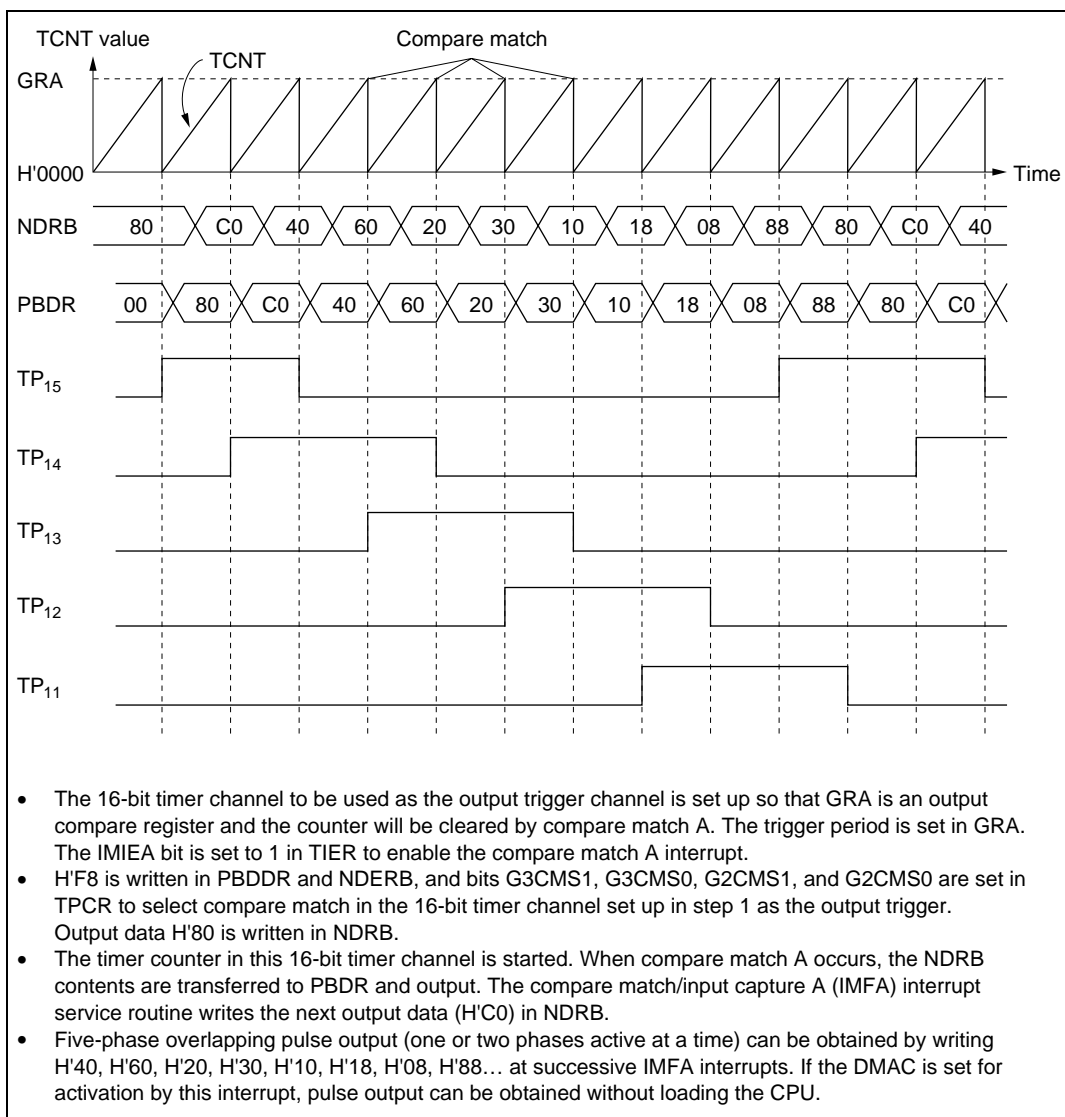 TCNT value
Compare match
TCNT
GRA
H'0000
Time
NDRB 80 C0 40 60 20 30 10 18 08 88 80 C0 40
PBDR 00 80 C0 40 60 20 30 10 18 08 88 80 C0
TP15
TP14
TP13
TP12
TP11
• The 16-bit timer channel to be used as the output trigger channel is set up so that GRA is an output
compare register and the counter will be cleared by compare match A. The trigger period is set in GRA.
The IMIEA bit is set to 1 in TIER to enable the compare match A interrupt.
• H'F8 is written in PBDDR and NDERB, and bits G3CMS1, G3CMS0, G2CMS1, and G2CMS0 are set in
TPCR to select compare match in the 16-bit timer channel set up in step 1 as the output trigger.
Output data H'80 is written in NDRB.
• The timer counter in this 16-bit timer channel is started. When compare match A occurs, the NDRB
contents are transferred to PBDR and output. The compare match/input capture A (IMFA) interrupt
service routine writes the next output data (H'C0) in NDRB.
• Five-phase overlapping pulse output (one or two phases active at a time) can be obtained by writing
H'40, H'60, H'20, H'30, H'10, H'18, H'08, H'88… at successive IMFA interrupts. If the DMAC is set for
activation by this interrupt, pulse output can be obtained without loading the CPU.